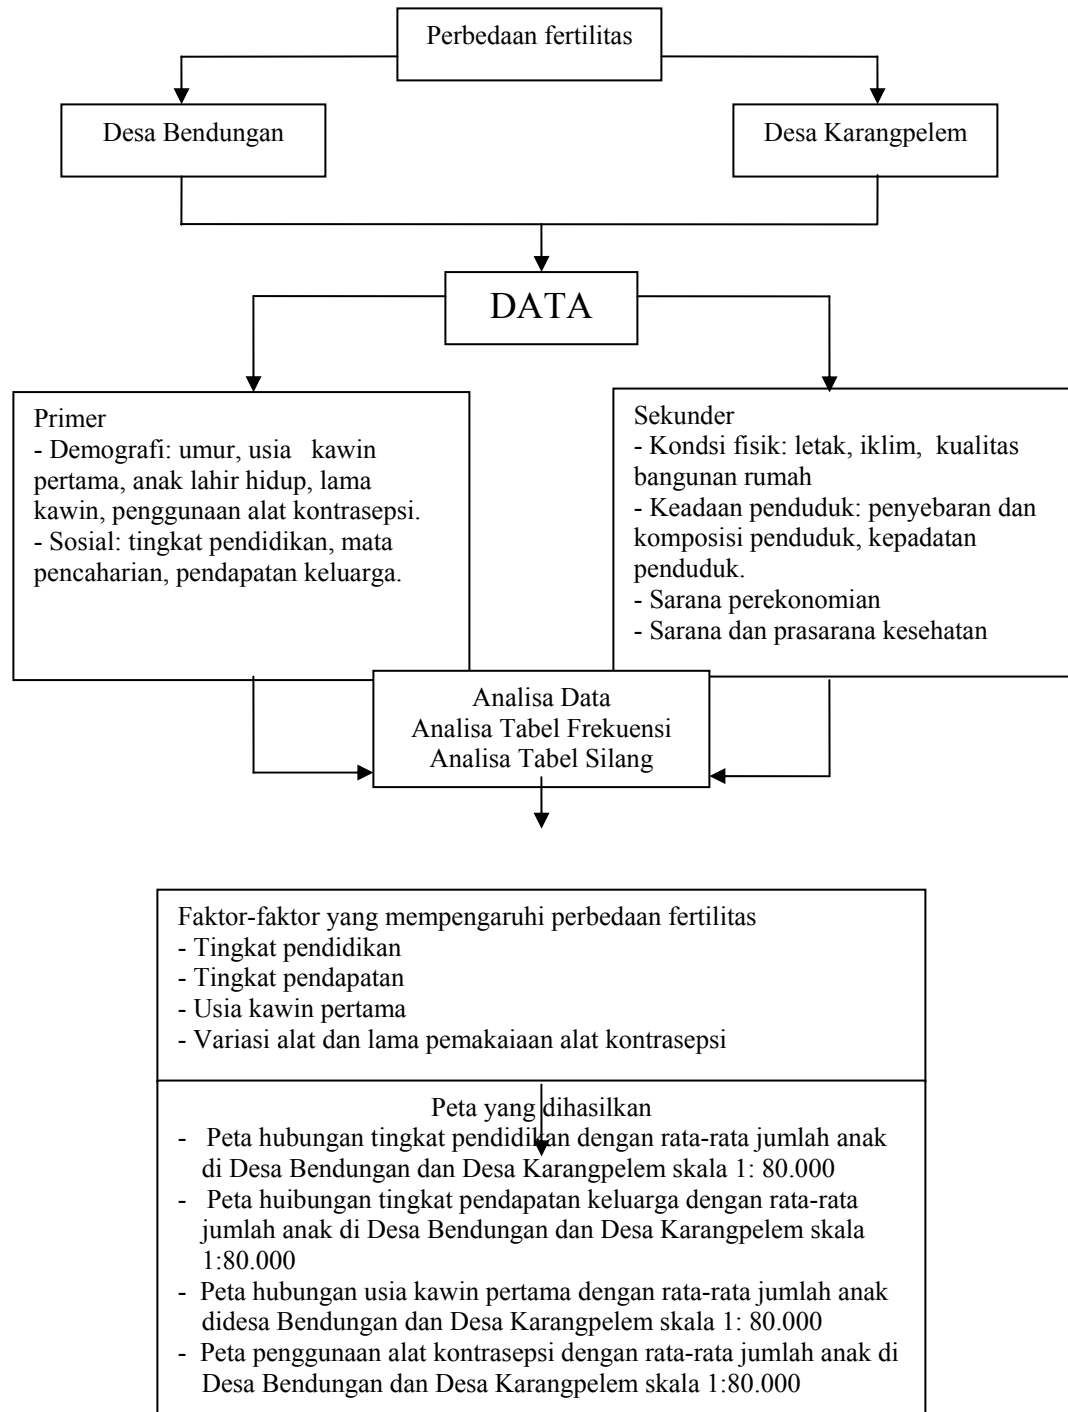 Perbedaan fertilitas
Desa Bendungan
Desa Karangpelem
DATA
Primer
- Demografi: umur, usia kawin
pertama, anak lahir hidup, lama
kawin, penggunaan alat kontrasepsi.
- Sosial: tingkat pendidikan, mata
pencaharian, pendapatan keluarga.
Sekunder
- Kondsi fisik: letak, iklim, kualitas
bangunan rumah
- Keadaan penduduk: penyebaran dan
komposisi penduduk, kepadatan
penduduk.
- Sarana perekonomian
- Sarana dan prasarana kesehatan
Analisa Data
Analisa Tabel Frekuensi
Analisa Tabel Silang
Faktor-faktor yang mempengaruhi perbedaan fertilitas
- Tingkat pendidikan
- Tingkat pendapatan
- Usia kawin pertama
- Variasi alat dan lama pemakaiaan alat kontrasepsi
Peta yang dihasilkan
- Peta hubungan tingkat pendidikan dengan rata-rata jumlah anak
di Desa Bendungan dan Desa Karangpelem skala 1: 80.000
- Peta huibungan tingkat pendapatan keluarga dengan rata-rata
jumlah anak di Desa Bendungan dan Desa Karangpelem skala
1:80.000
- Peta hubungan usia kawin pertama dengan rata-rata jumlah anak
didesa Bendungan dan Desa Karangpelem skala 1: 80.000
- Peta penggunaan alat kontrasepsi dengan rata-rata jumlah anak di
Desa Bendungan dan Desa Karangpelem skala 1:80.000